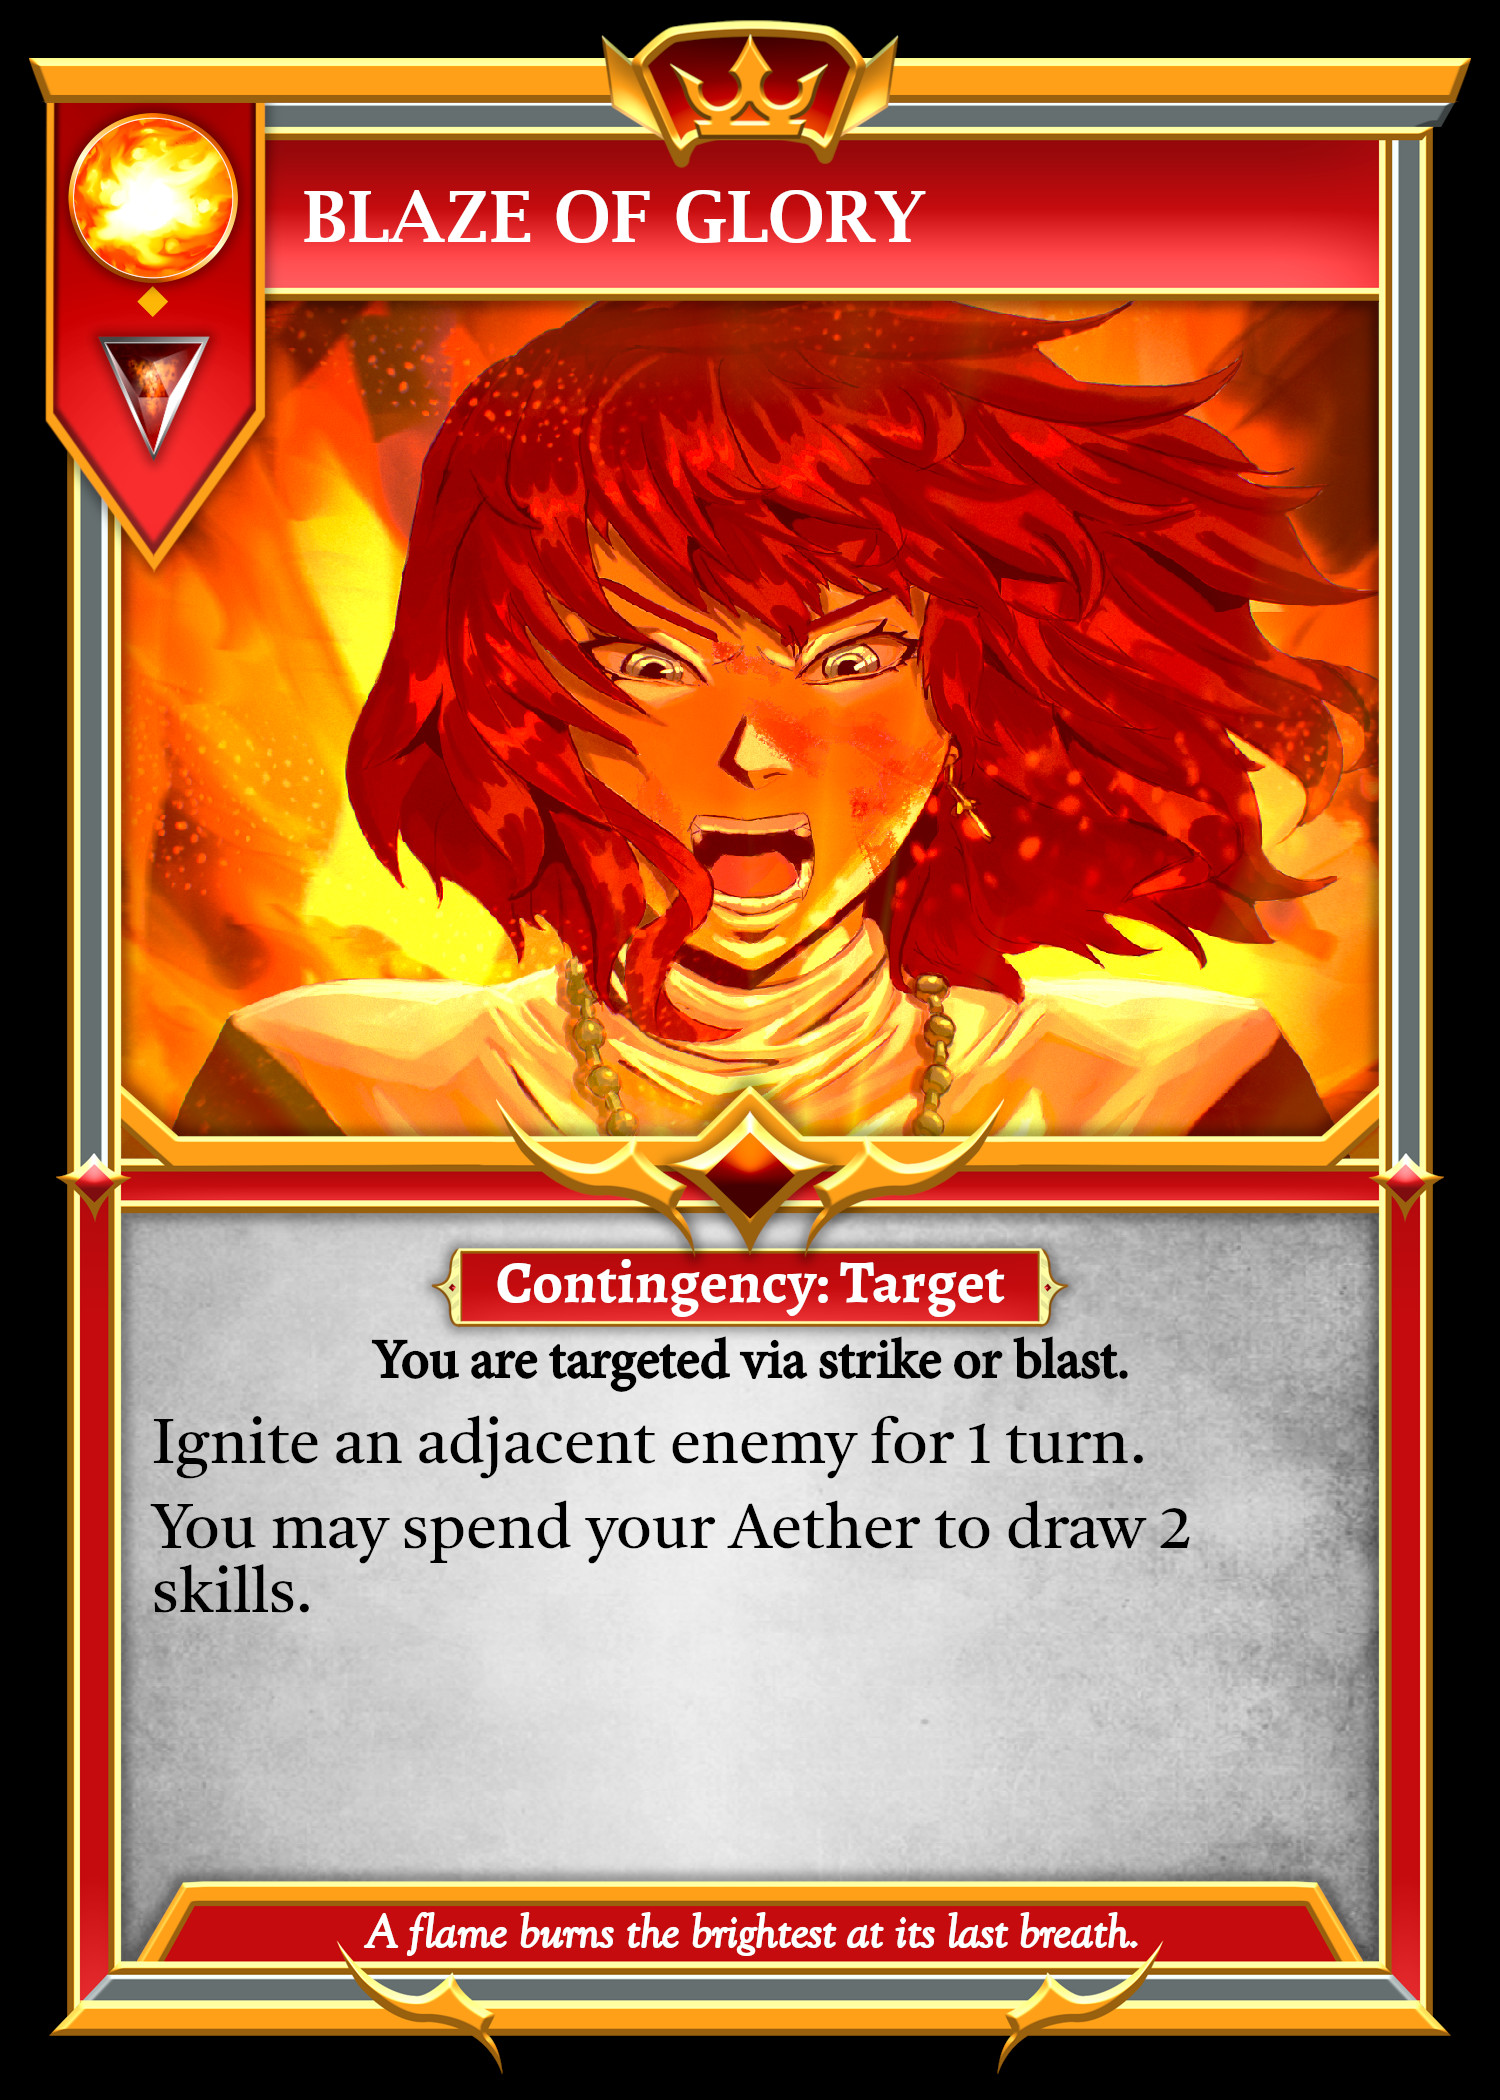 BLAZE OF GLORY
Contingency: Target
You are targeted via strike or blast.
Ignite an adjacent enemy for 1 turn.
You may spend your Aether to draw 2
skills.
A flame burns the brightest at its last breath.